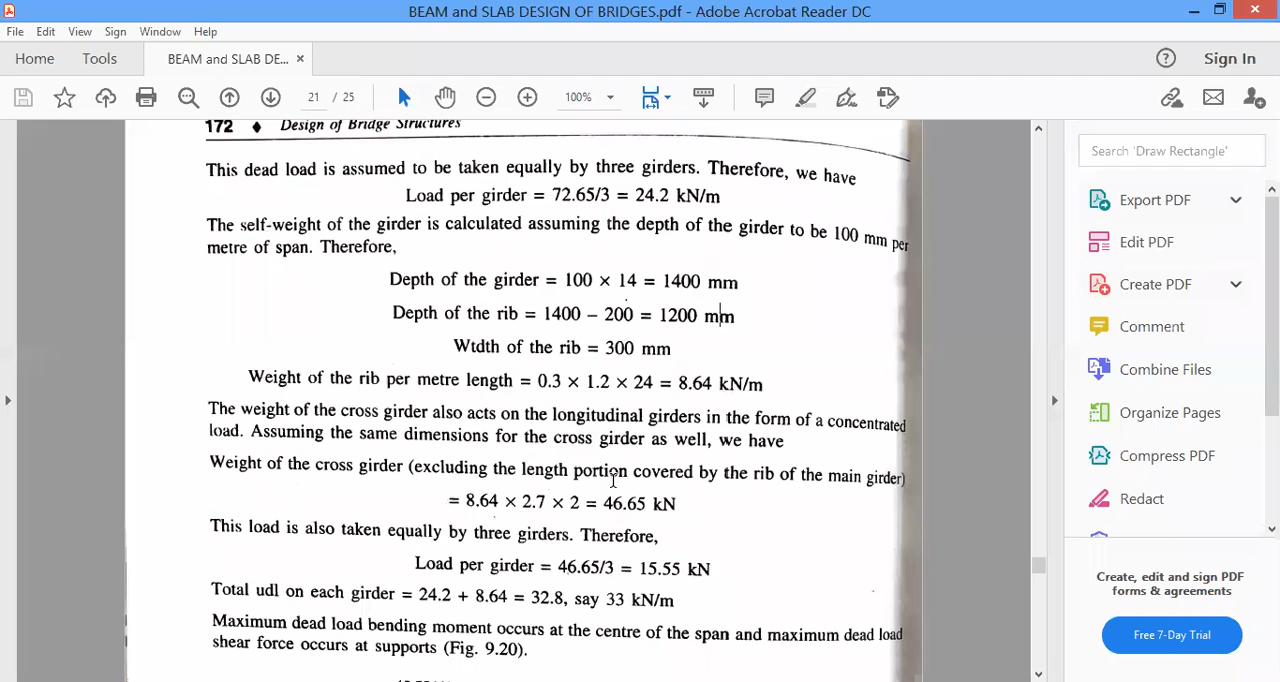 BEAM and SLAB DESIGN OF BRIDGES.pdf - Adobe Acrobat Reader DC
File Edit View Sign Window Help
Home Tools BEAM and SLAB DE... × Sign In
21 / 25 100%
172 ♦ Design of Bridge Structures
This dead load is assumed to be taken equally by three girders. Therefore, we have
Load per girder = 72.65/3 = 24.2 kN/m
The self-weight of the girder is calculated assuming the depth of the girder to be 100 mm per
metre of span. Therefore,
Depth of the girder = 100 × 14 = 1400 mm
Depth of the rib = 1400 – 200 = 1200 mm
Wtdth of the rib = 300 mm
Weight of the rib per metre length = 0.3 × 1.2 × 24 = 8.64 kN/m
The weight of the cross girder also acts on the longitudinal girders in the form of a concentrated
load. Assuming the same dimensions for the cross girder as well, we have
Weight of the cross girder (excluding the length portion covered by the rib of the main girder)
= 8.64 × 2.7 × 2 = 46.65 kN
This load is also taken equally by three girders. Therefore,
Load per girder = 46.65/3 = 15.55 kN
Total udl on each girder = 24.2 + 8.64 = 32.8, say 33 kN/m
Maximum dead load bending moment occurs at the centre of the span and maximum dead load
shear force occurs at supports (Fig. 9.20).
Search 'Draw Rectangle'
Export PDF
Edit PDF
Create PDF
Comment
Combine Files
Organize Pages
Compress PDF
Redact
Create, edit and sign PDF
forms & agreements
Free 7-Day Trial